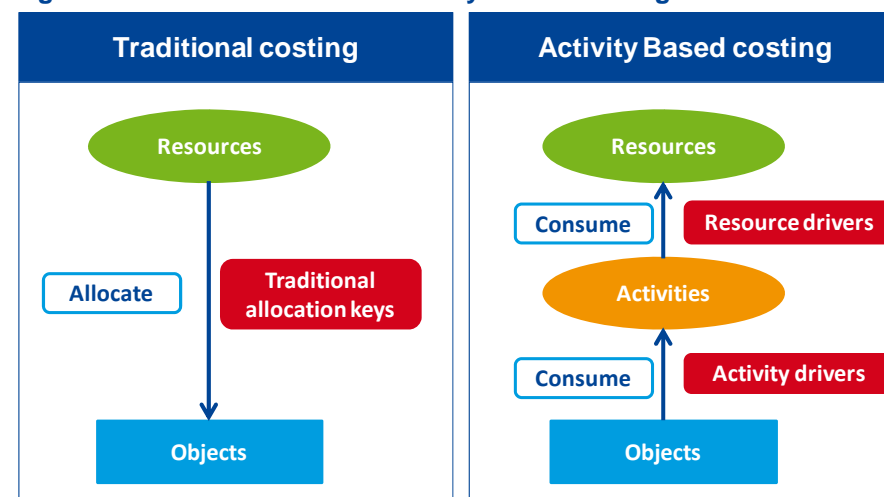 Traditional costing
Resources
Allocate
Traditional
allocation keys
Objects
Activity Based costing
Resources
Consume
Resource drivers
Activities
Consume
Activity drivers
Objects